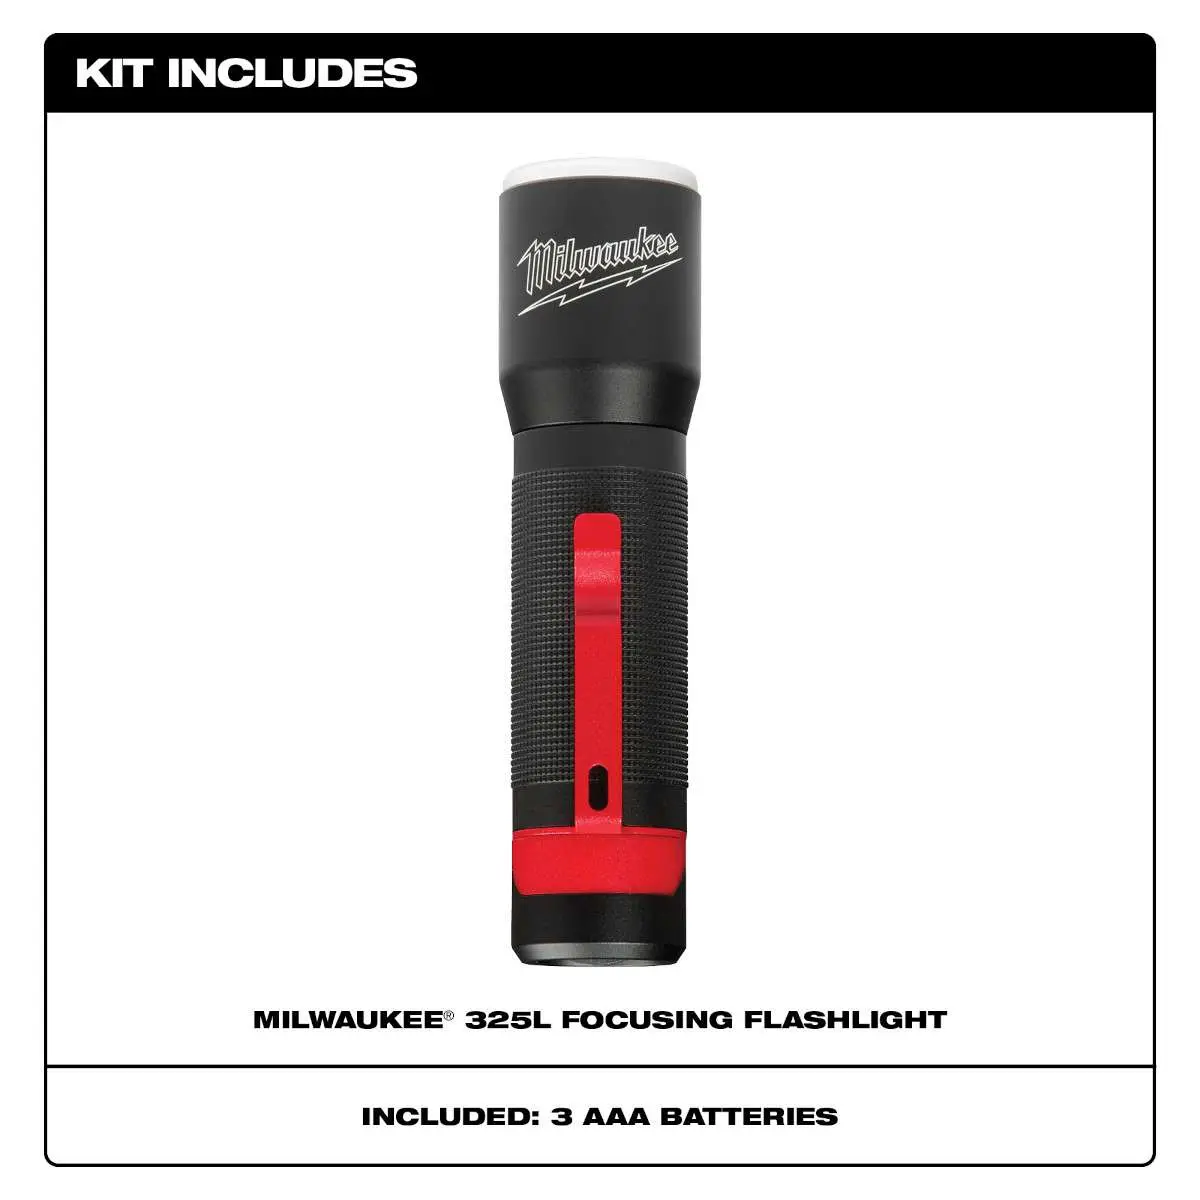 KIT INCLUDES
Milwaukee
MILWAUKEE® 325L FOCUSING FLASHLIGHT
INCLUDED: 3 AAA BATTERIES